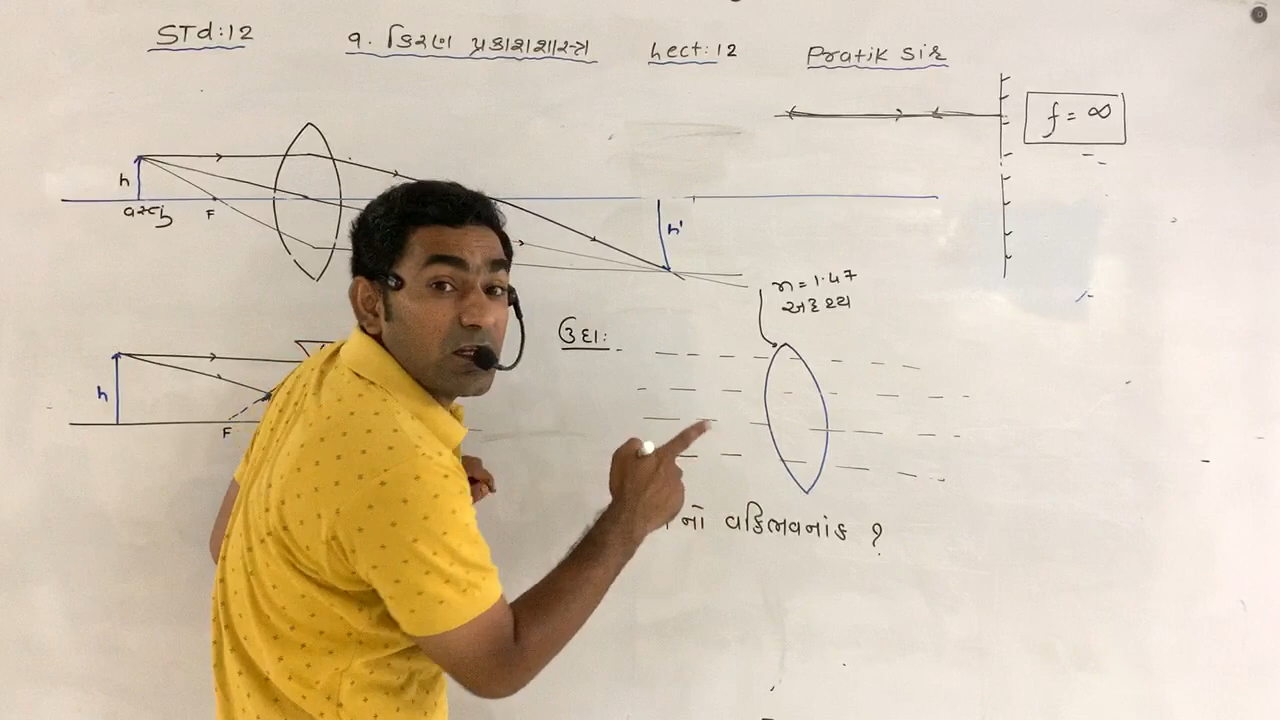 STd:12 ૧. કિરણ પ્રકાશશાસ્ત્ર Lect:12 Pratik Sir
f = ∞
h
વસ્તુ F
h'
n = 1.47
અદ્રશ્ય
ઉદા:
h
F
નો વક્રિભવનાંક ?